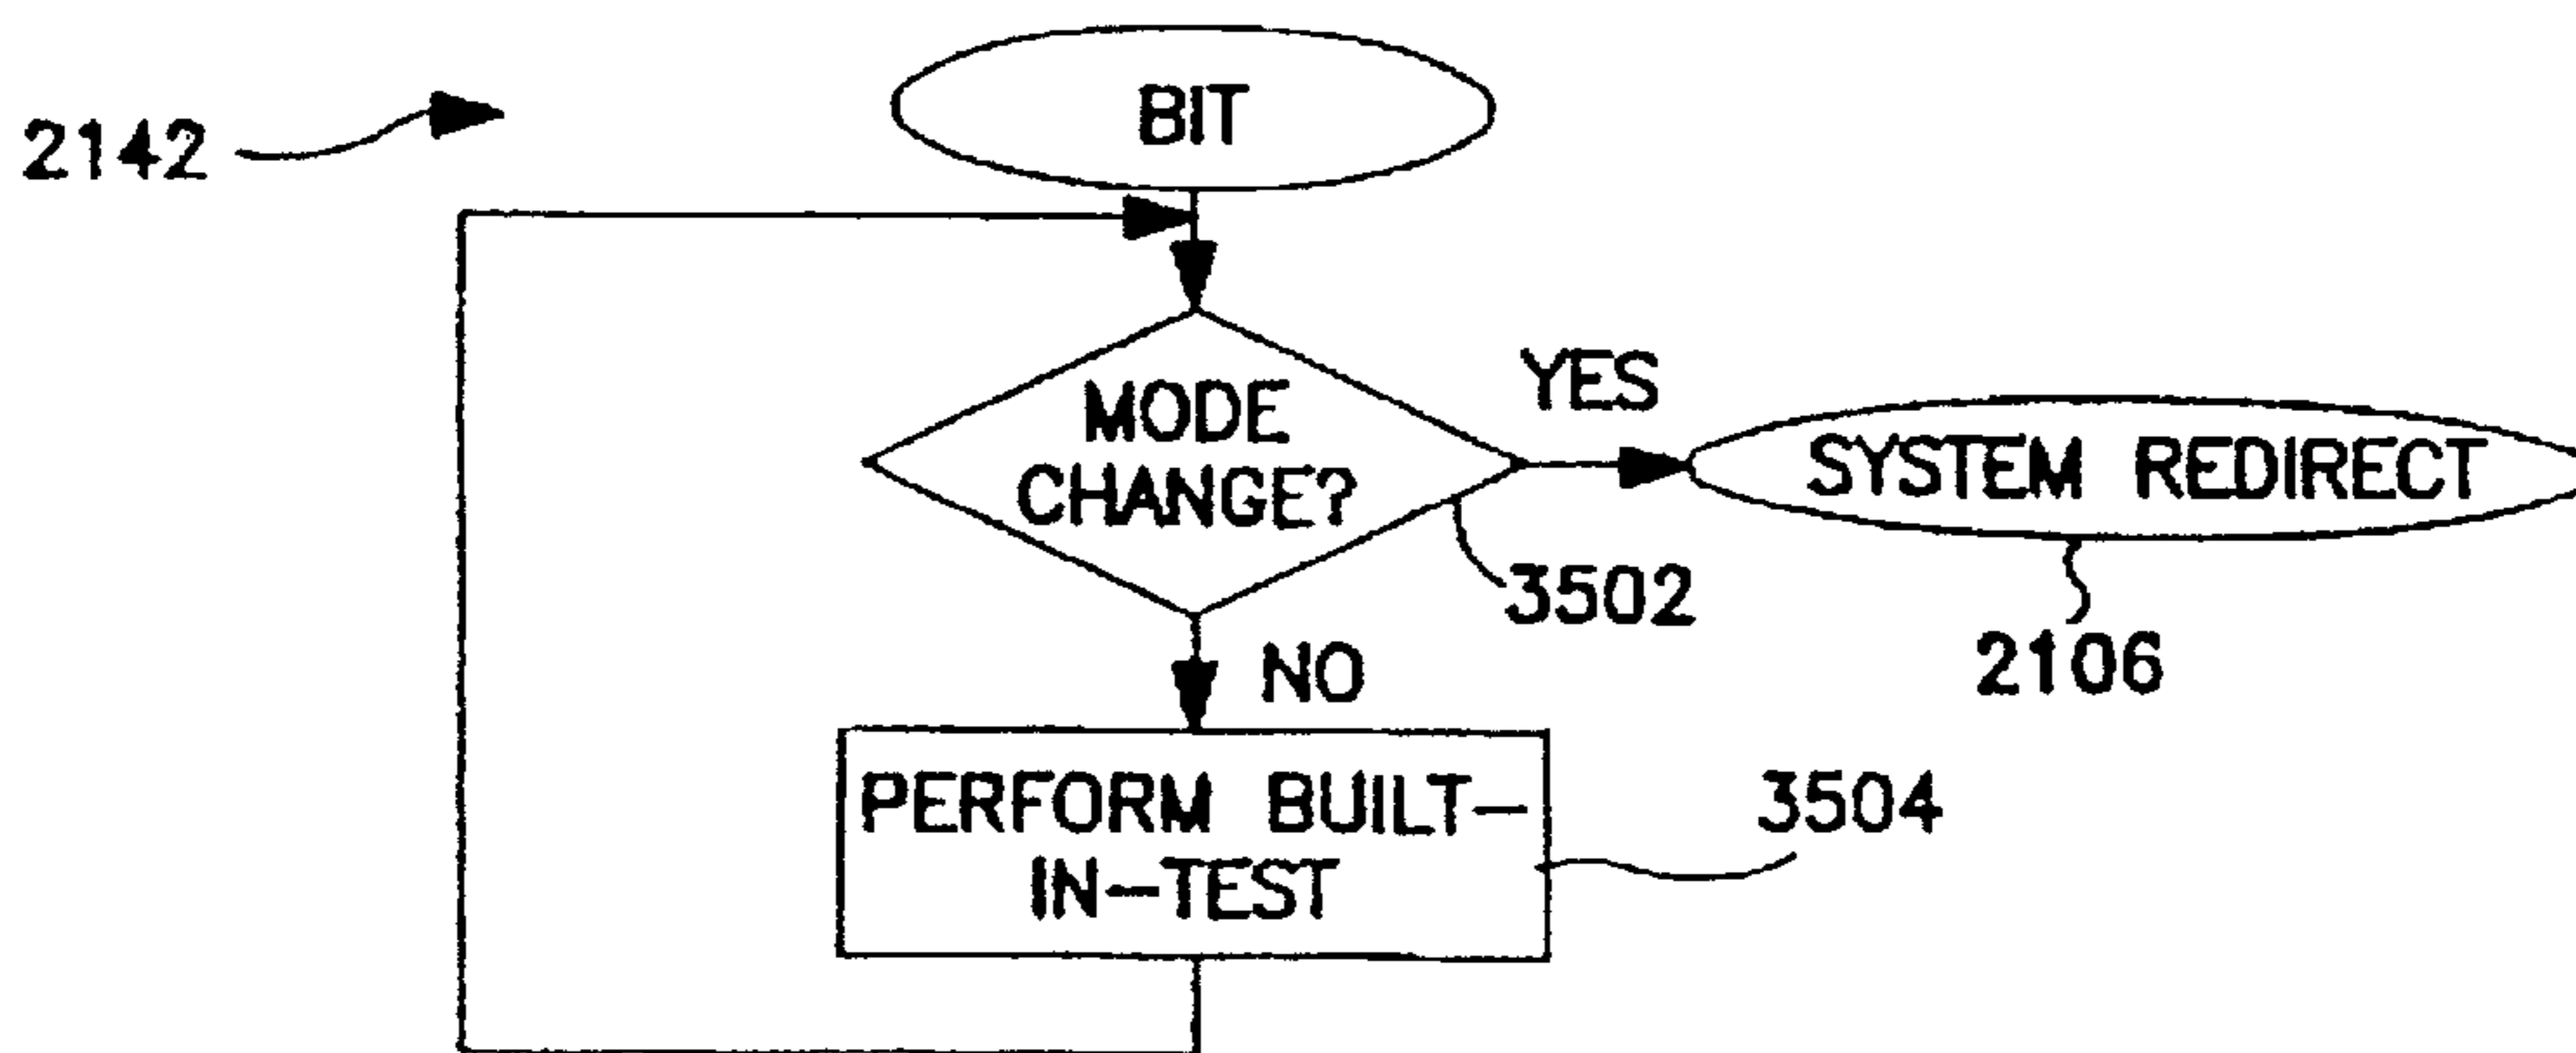 2142
BIT
MODE
CHANGE?
YES
SYSTEM REDIRECT
3502
2106
NO
PERFORM BUILT-
IN-TEST
3504